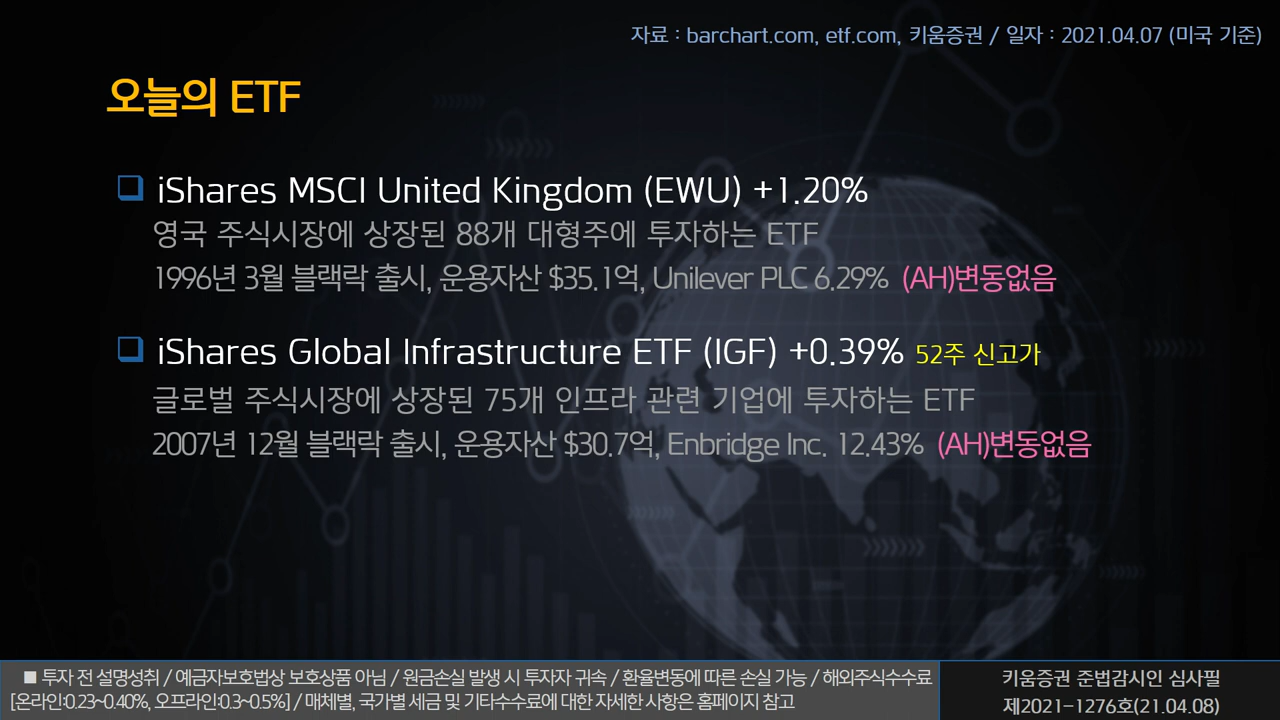 자료 : barchart.com, etf.com, 키움증권 / 일자 : 2021.04.07 (미국 기준)
오늘의 ETF
iShares MSCI United Kingdom (EWU) +1.20%
영국 주식시장에 상장된 88개 대형주에 투자하는 ETF
1996년 3월 블랙락 출시, 운용자산 $35.1억, Unilever PLC 6.29% (AH)변동없음
iShares Global Infrastructure ETF (IGF) +0.39% 52주 신고가
글로벌 주식시장에 상장된 75개 인프라 관련 기업에 투자하는 ETF
2007년 12월 블랙락 출시, 운용자산 $30.7억, Enbridge Inc. 12.43% (AH)변동없음
■ 투자 전 설명성취 / 예금자보호법상 보호상품 아님 / 원금손실 발생 시 투자자 귀속 / 환율변동에 따른 손실 가능 / 해외주식수수료
[온라인:0.23~0.40%, 오프라인:0.3~0.5%] / 매체별, 국가별 세금 및 기타수수료에 대한 자세한 사항은 홈페이지 참고
키움증권 준법감시인 심사필
제2021-1276호(21.04.08)